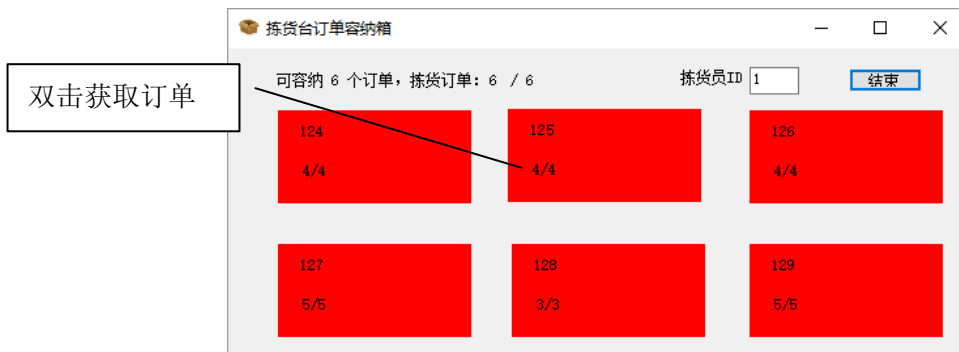 拣货台订单容纳箱
可容纳 6 个订单，拣货订单：6 / 6 拣货员ID 1 结束
双击获取订单
124 125 126
4/4 4/4 4/4
127 128 129
5/5 3/3 5/5